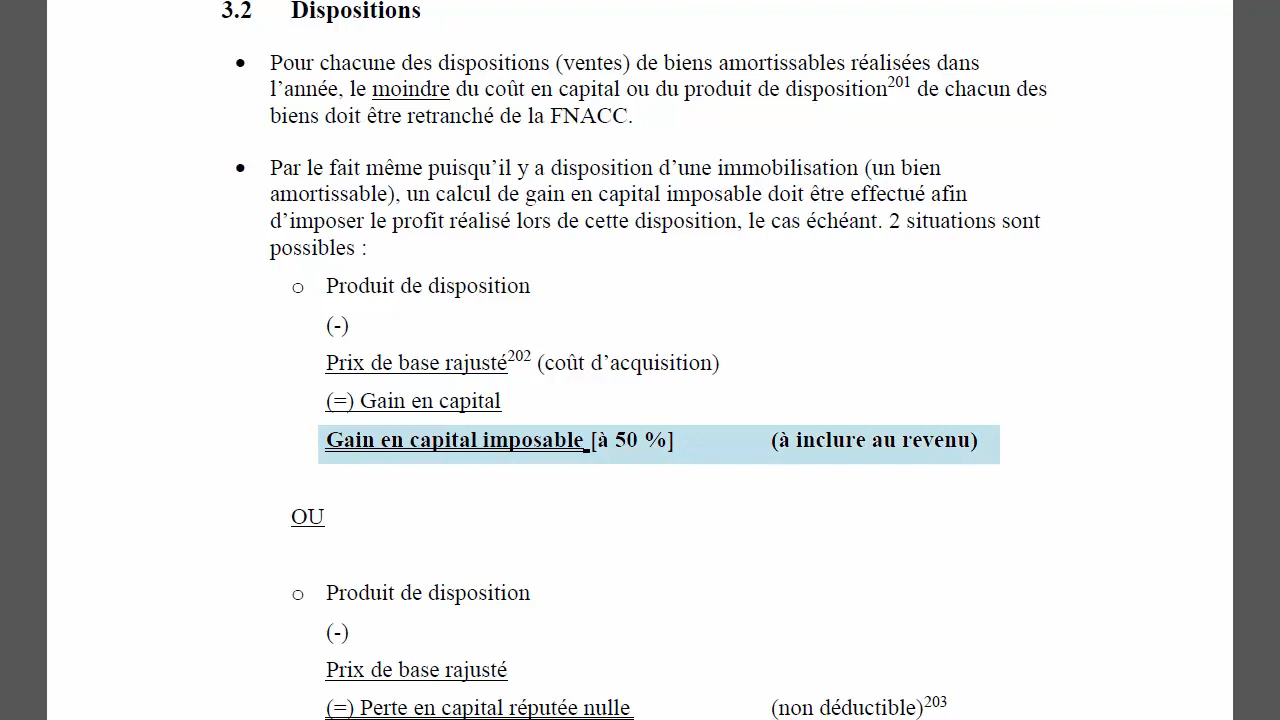 3.2 Dispositions
• Pour chacune des dispositions (ventes) de biens amortissables réalisées dans
l’année, le moindre du coût en capital ou du produit de disposition201 de chacun des
biens doit être retranché de la FNACC.
• Par le fait même puisqu’il y a disposition d’une immobilisation (un bien
amortissable), un calcul de gain en capital imposable doit être effectué afin
d’imposer le profit réalisé lors de cette disposition, le cas échéant. 2 situations sont
possibles :
o Produit de disposition
(-)
Prix de base rajusté202 (coût d’acquisition)
(=) Gain en capital
Gain en capital imposable [à 50 %] (à inclure au revenu)
OU
o Produit de disposition
(-)
Prix de base rajusté
(=) Perte en capital réputée nulle (non déductible)203